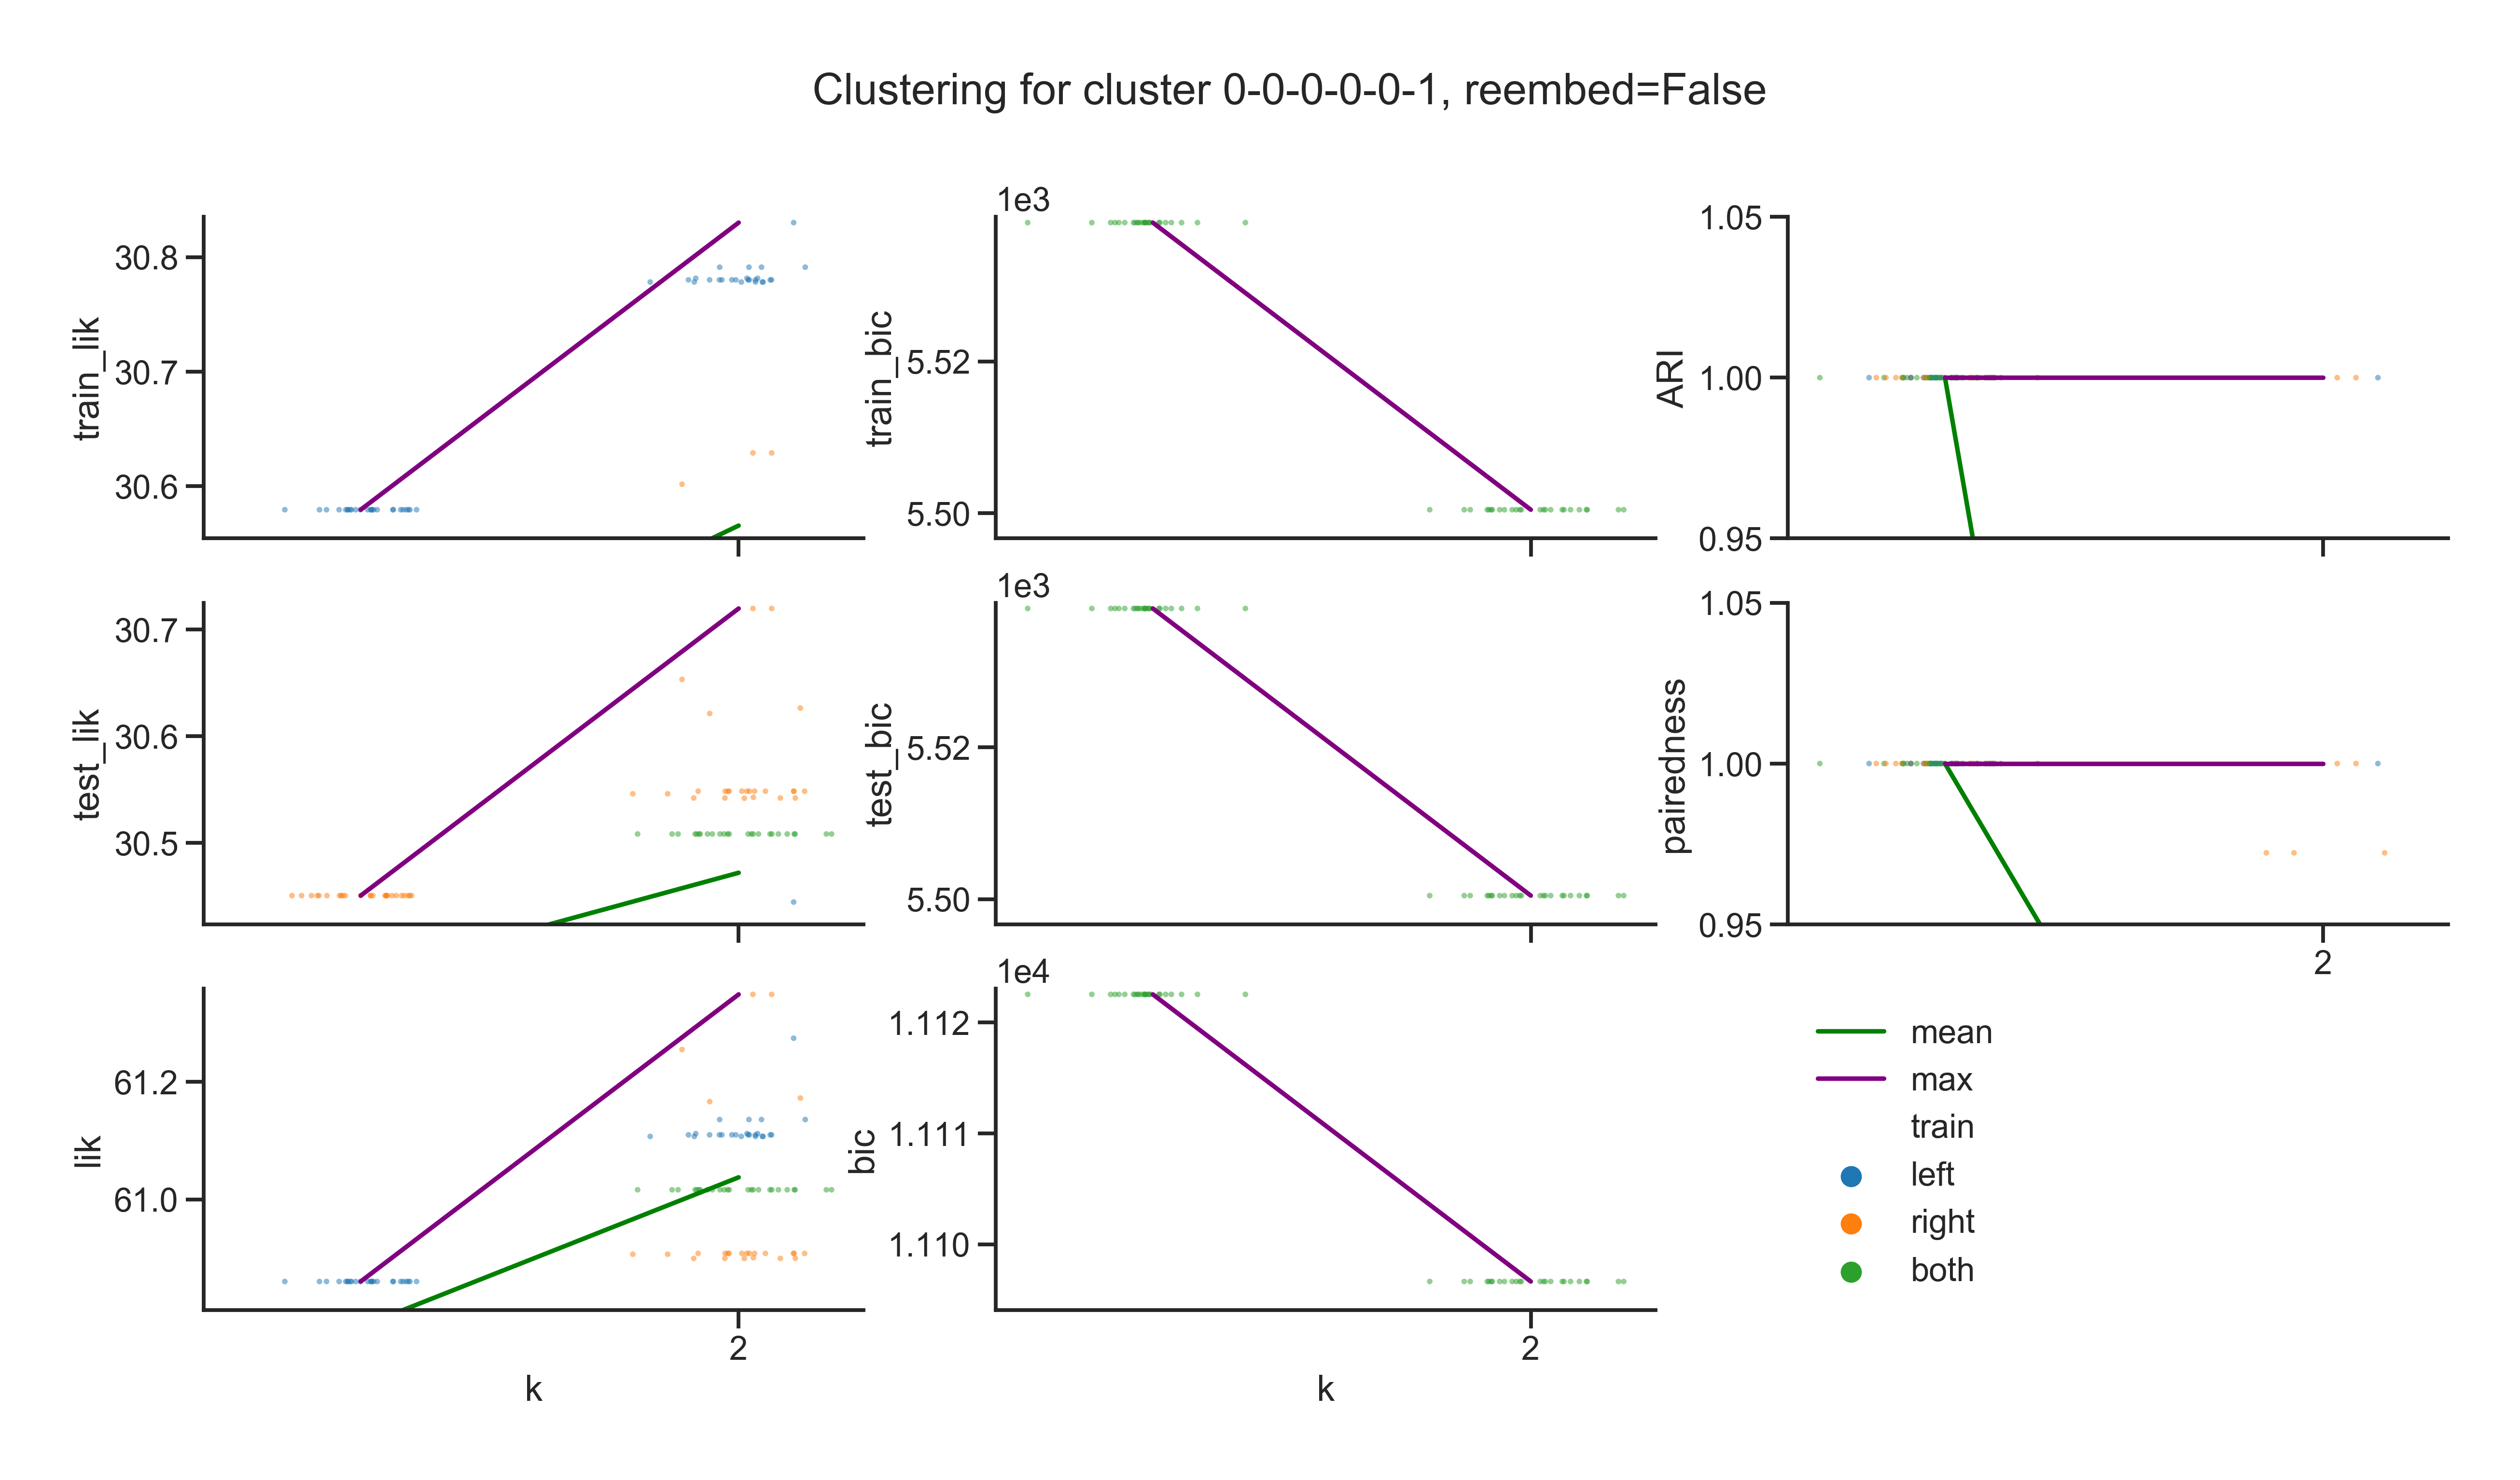 Clustering for cluster 0-0-0-0-0-1, reembed=False
train_lik
30.8
30.7
30.6
1e3
train_bic
5.52
5.50
ARI
1.05
1.00
0.95
test_lik
30.7
30.6
30.5
1e3
test_bic
5.52
5.50
pairedness
1.05
1.00
0.95
2
lik
61.2
61.0
2
k
1e4
bic
1.112
1.111
1.110
2
k
mean
max
train
left
right
both